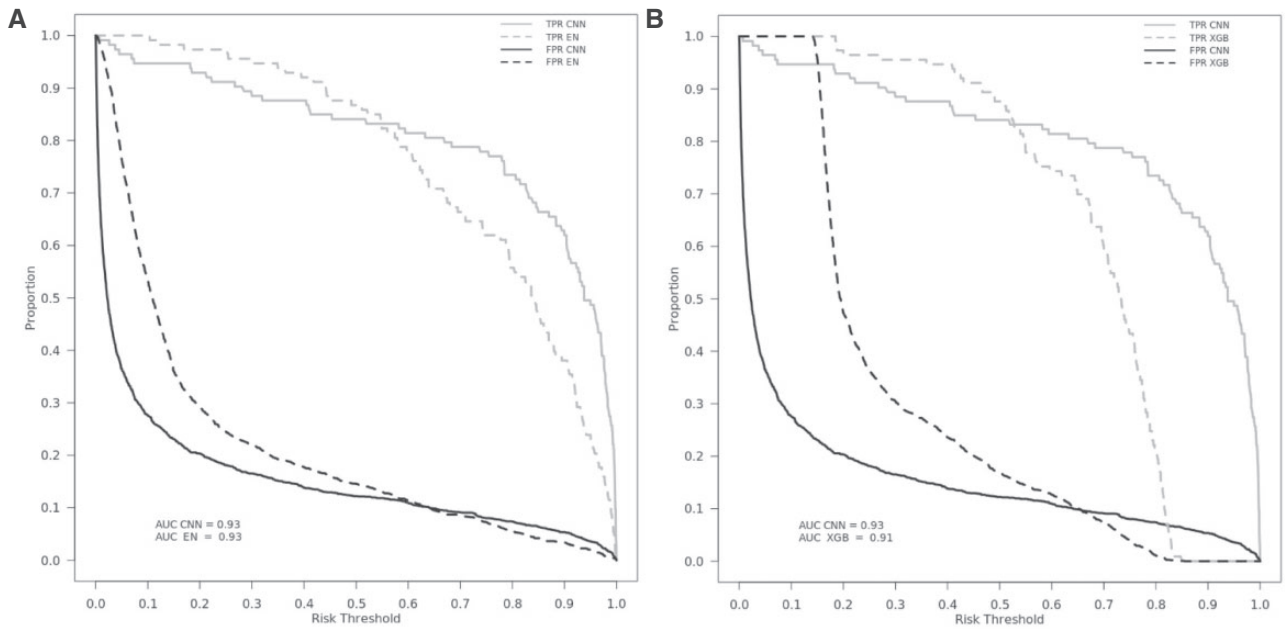 A
TPR CNN
TPR EN
FPR CNN
FPR EN
1.0
0.9
0.8
0.7
0.6
0.5
0.4
0.3
0.2
0.1
0.0
Proportion
AUC CNN = 0.93
AUC EN = 0.93
0.0 0.1 0.2 0.3 0.4 0.5 0.6 0.7 0.8 0.9 1.0
Risk Threshold
B
TPR CNN
TPR XGB
FPR CNN
FPR XGB
1.0
0.9
0.8
0.7
0.6
0.5
0.4
0.3
0.2
0.1
0.0
Proportion
AUC CNN = 0.93
AUC XGB = 0.91
0.0 0.1 0.2 0.3 0.4 0.5 0.6 0.7 0.8 0.9 1.0
Risk Threshold